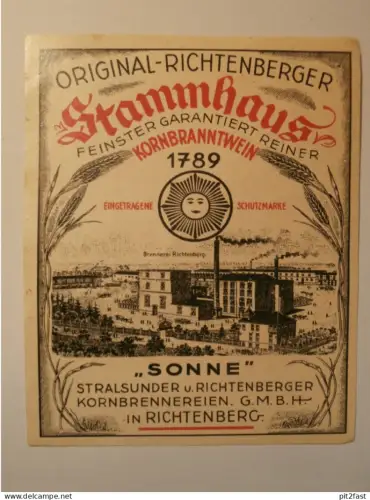 ORIGINAL-RICHTENBERGER
Stammhaus
FEINSTER GARANTIERT REINER
KORNBRANNTWEIN
1789
EINGETRAGENE SCHUTZMARKE
Brennerei Richtenberg
„SONNE"
STRALSUNDER u. RICHTENBERGER
KORNBRENNEREIEN. G.M.B.H
IN RICHTENBERG
www.delcampe.net
pit2fast